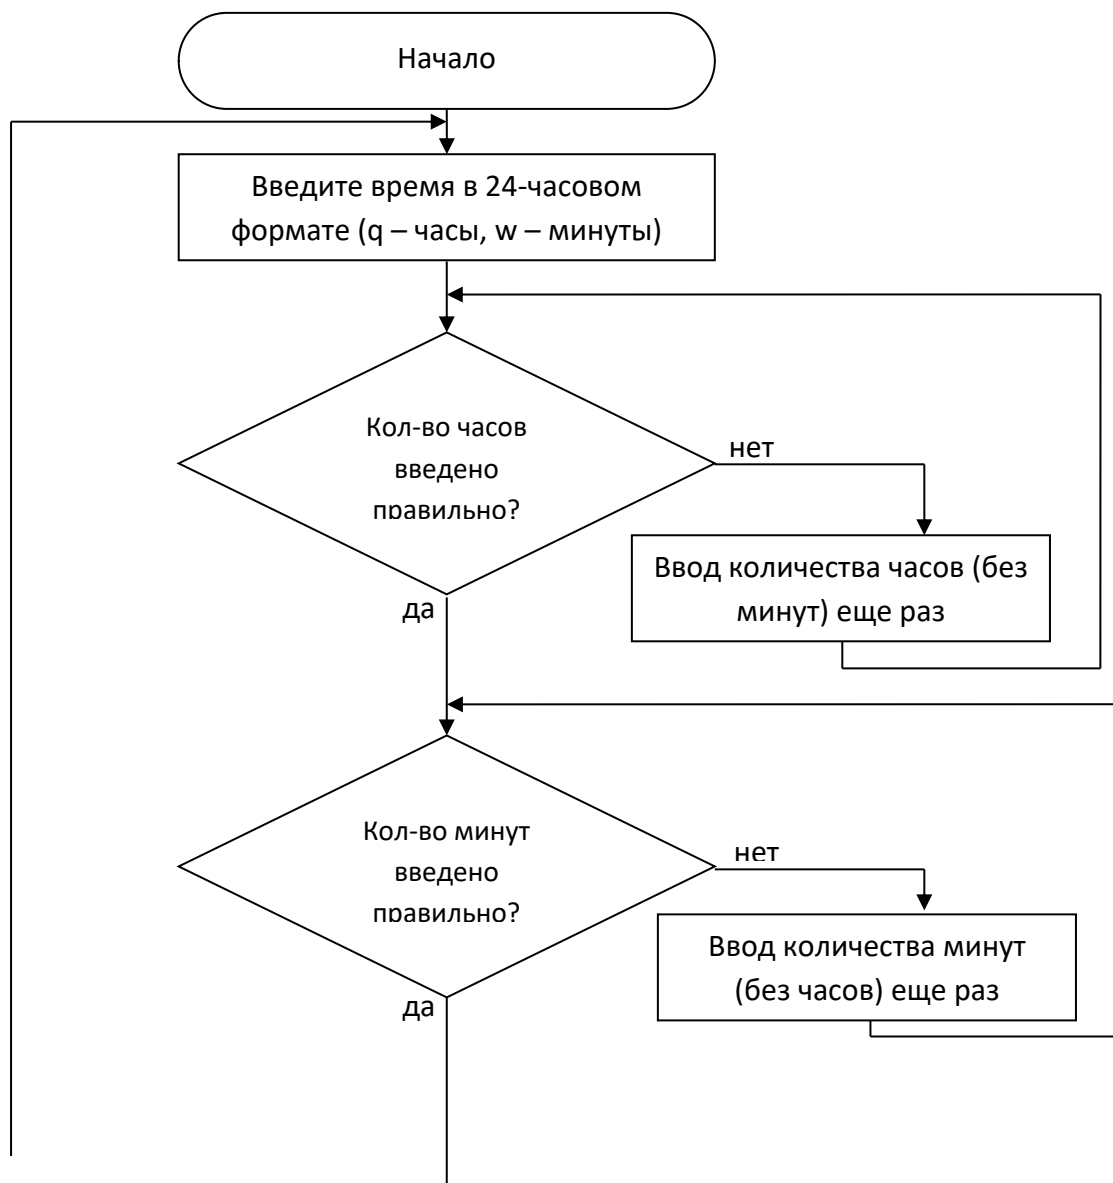 Начало
Введите время в 24-часовом
формате (q – часы, w – минуты)
Кол-во часов
введено
правильно?
нет
Ввод количества часов (без
минут) еще раз
да
Кол-во минут
введено
правильно?
нет
Ввод количества минут
(без часов) еще раз
да